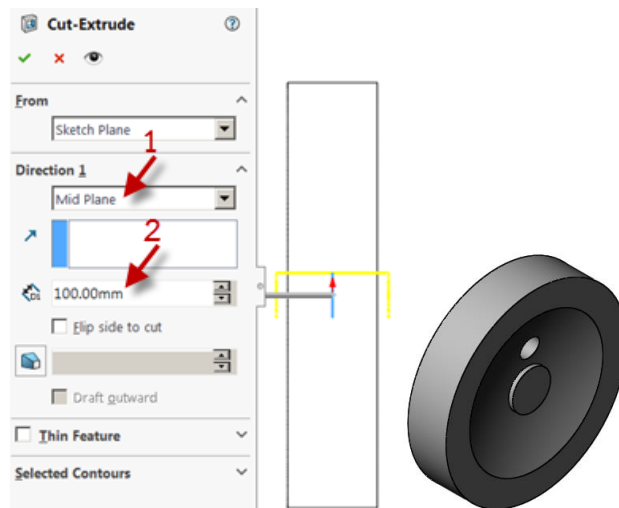 Cut-Extrude
From
Sketch Plane
1
Direction 1
Mid Plane
2
D1
100.00mm
Flip side to cut
Draft outward
Thin Feature
Selected Contours